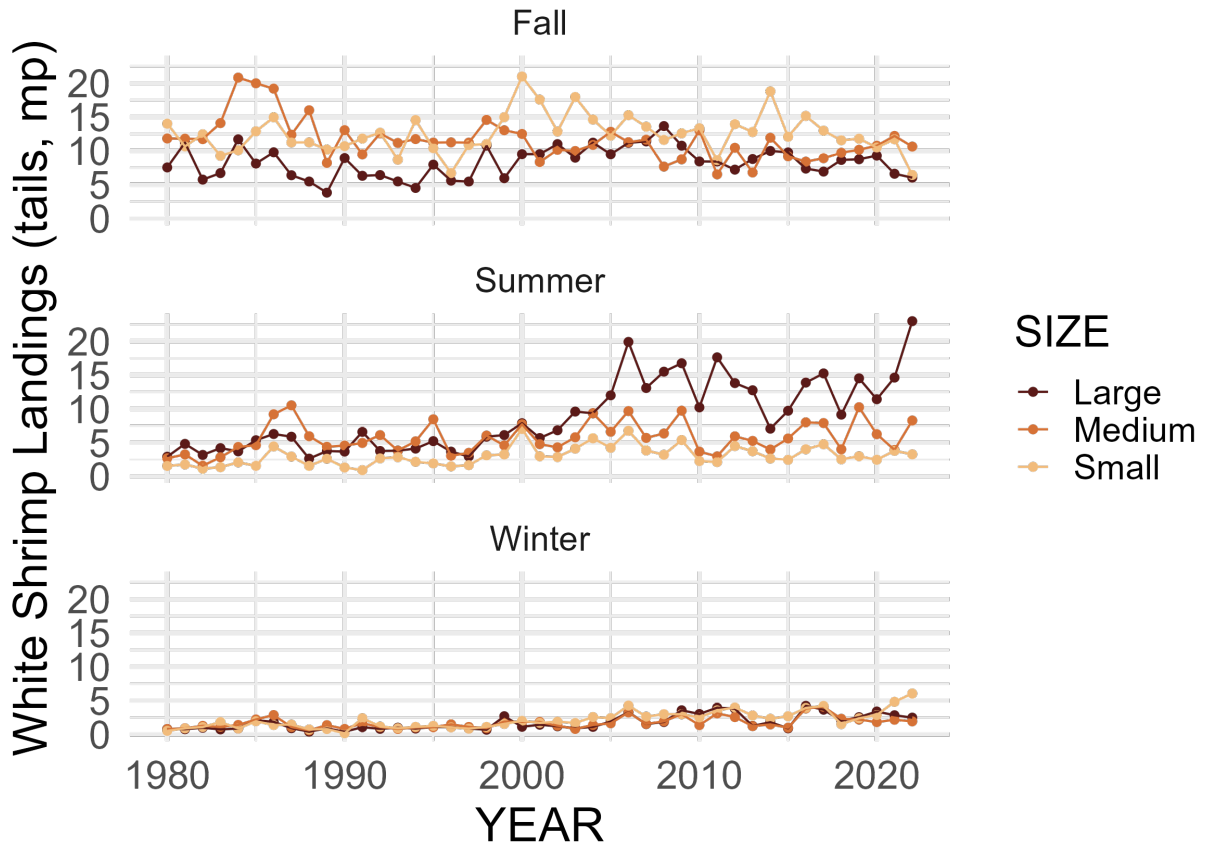 Fall
20
15
10
5
0
Summer
20
15
10
5
0
Winter
20
15
10
5
0
1980 1990 2000 2010 2020
YEAR
White Shrimp Landings (tails, mp)
SIZE
Large
Medium
Small